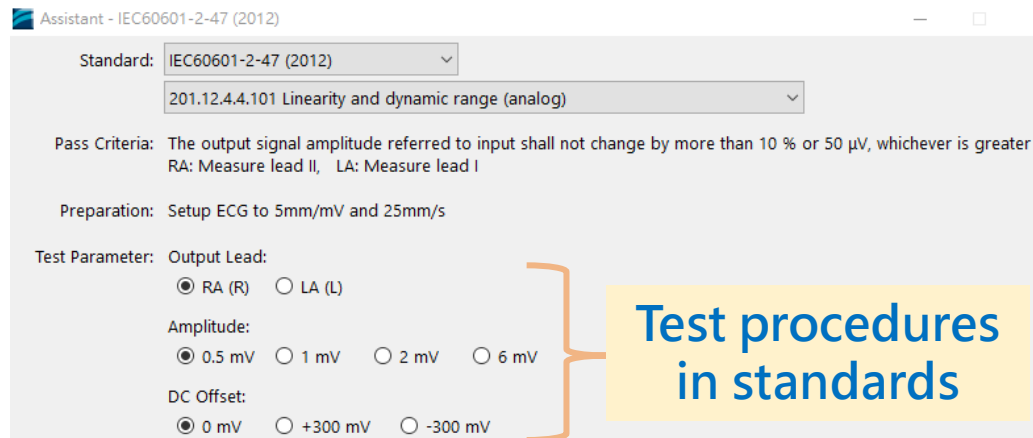 Assistant - IEC60601-2-47 (2012)
Standard: IEC60601-2-47 (2012)
201.12.4.4.101 Linearity and dynamic range (analog)
Pass Criteria: The output signal amplitude referred to input shall not change by more than 10 % or 50 µV, whichever is greater
RA: Measure lead II, LA: Measure lead I
Preparation: Setup ECG to 5mm/mV and 25mm/s
Test Parameter: Output Lead:
RA (R) LA (L)
Amplitude:
0.5 mV 1 mV 2 mV 6 mV
DC Offset:
0 mV +300 mV -300 mV
Test procedures
in standards